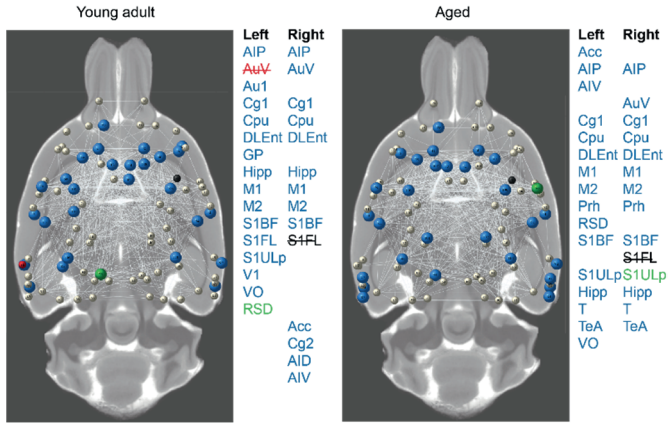 Young adult
Left Right
AIP AIP
AuV AuV
Au1
Cg1 Cg1
Cpu Cpu
DLEnt DLEnt
GP
Hipp Hipp
M1 M1
M2 M2
S1BF S1BF
S1FL S1FL
S1ULp
V1
VO
RSD
Acc
Cg2
AID
AIV
Aged
Left Right
Acc
AIP AIP
AIV
AuV
Cg1 Cg1
Cpu Cpu
DLEnt DLEnt
M1 M1
M2 M2
Prh Prh
RSD
S1BF S1BF
S1FL
S1ULp S1ULp
Hipp Hipp
T T
TeA TeA
VO